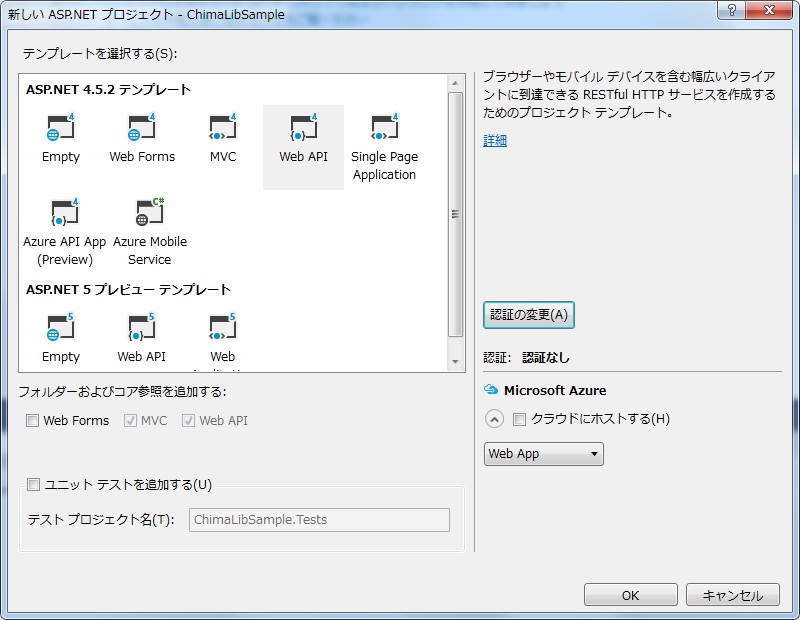 新しい ASP.NET プロジェクト - ChimaLibSample
テンプレートを選択する(S):
ASP.NET 4.5.2 テンプレート
Empty
Web Forms
MVC
Web API
Single Page
Application
Azure API App
(Preview)
Azure Mobile
Service
ASP.NET 5 プレビュー テンプレート
Empty
Web API
Web
ブラウザーやモバイル デバイスを含む幅広いクライア
ントに到達できる RESTful HTTP サービスを作成する
ためのプロジェクト テンプレート。
詳細
認証の変更(A)
認証: 認証なし
Microsoft Azure
クラウドにホストする(H)
Web App
フォルダーおよびコア参照を追加する:
Web Forms MVC Web API
ユニット テストを追加する(U)
テスト プロジェクト名(T): ChimaLibSample.Tests
OK キャンセル